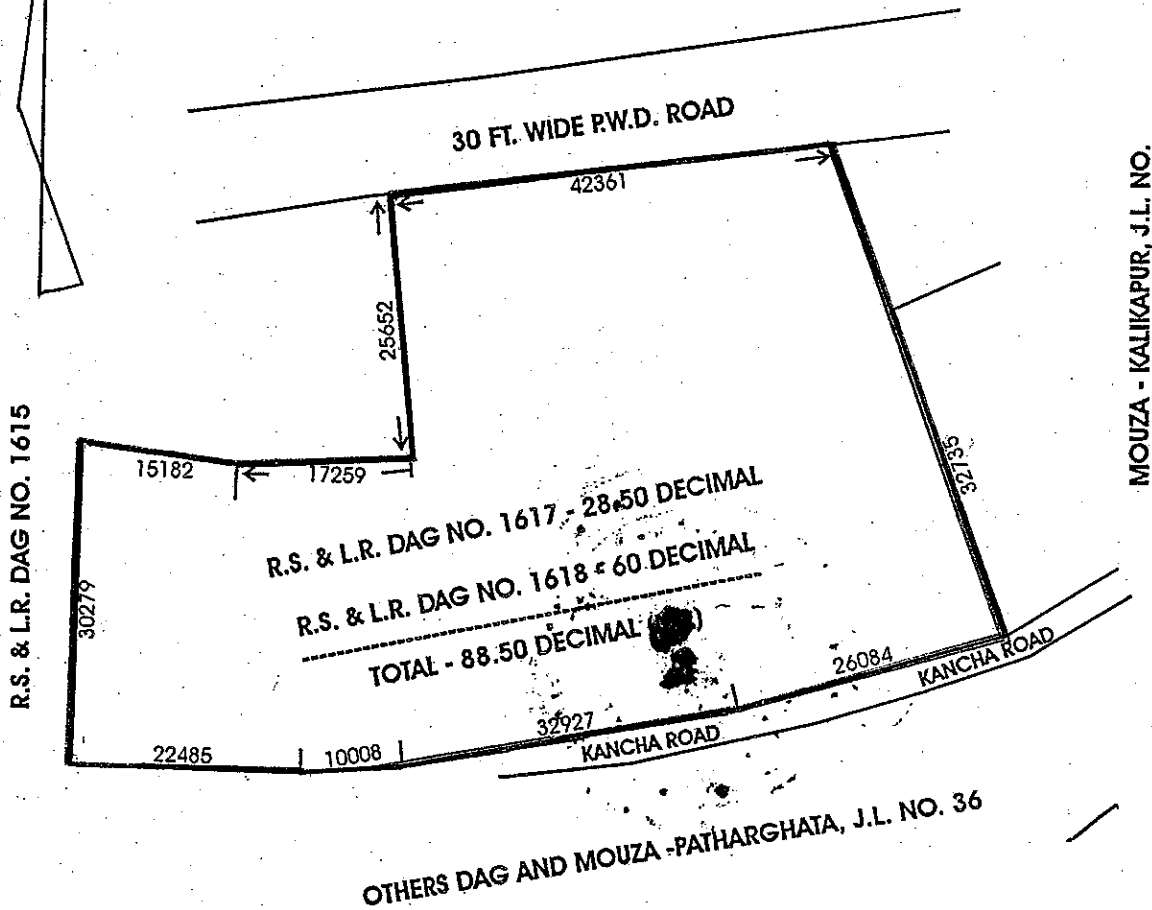 30 FT. WIDE P.W.D. ROAD
42361
25652
MOUZA - KALIKAPUR, J.L. NO.
R.S. & L.R. DAG NO. 1615
15182
17259
32735
R.S. & L.R. DAG NO. 1617 - 28.50 DECIMAL
R.S. & L.R. DAG NO. 1618 - 60 DECIMAL
TOTAL - 88.50 DECIMAL
30279
26084
KANCHA ROAD
32927
KANCHA ROAD
22485
10008
OTHERS DAG AND MOUZA -PATHARGHATA, J.L. NO. 36